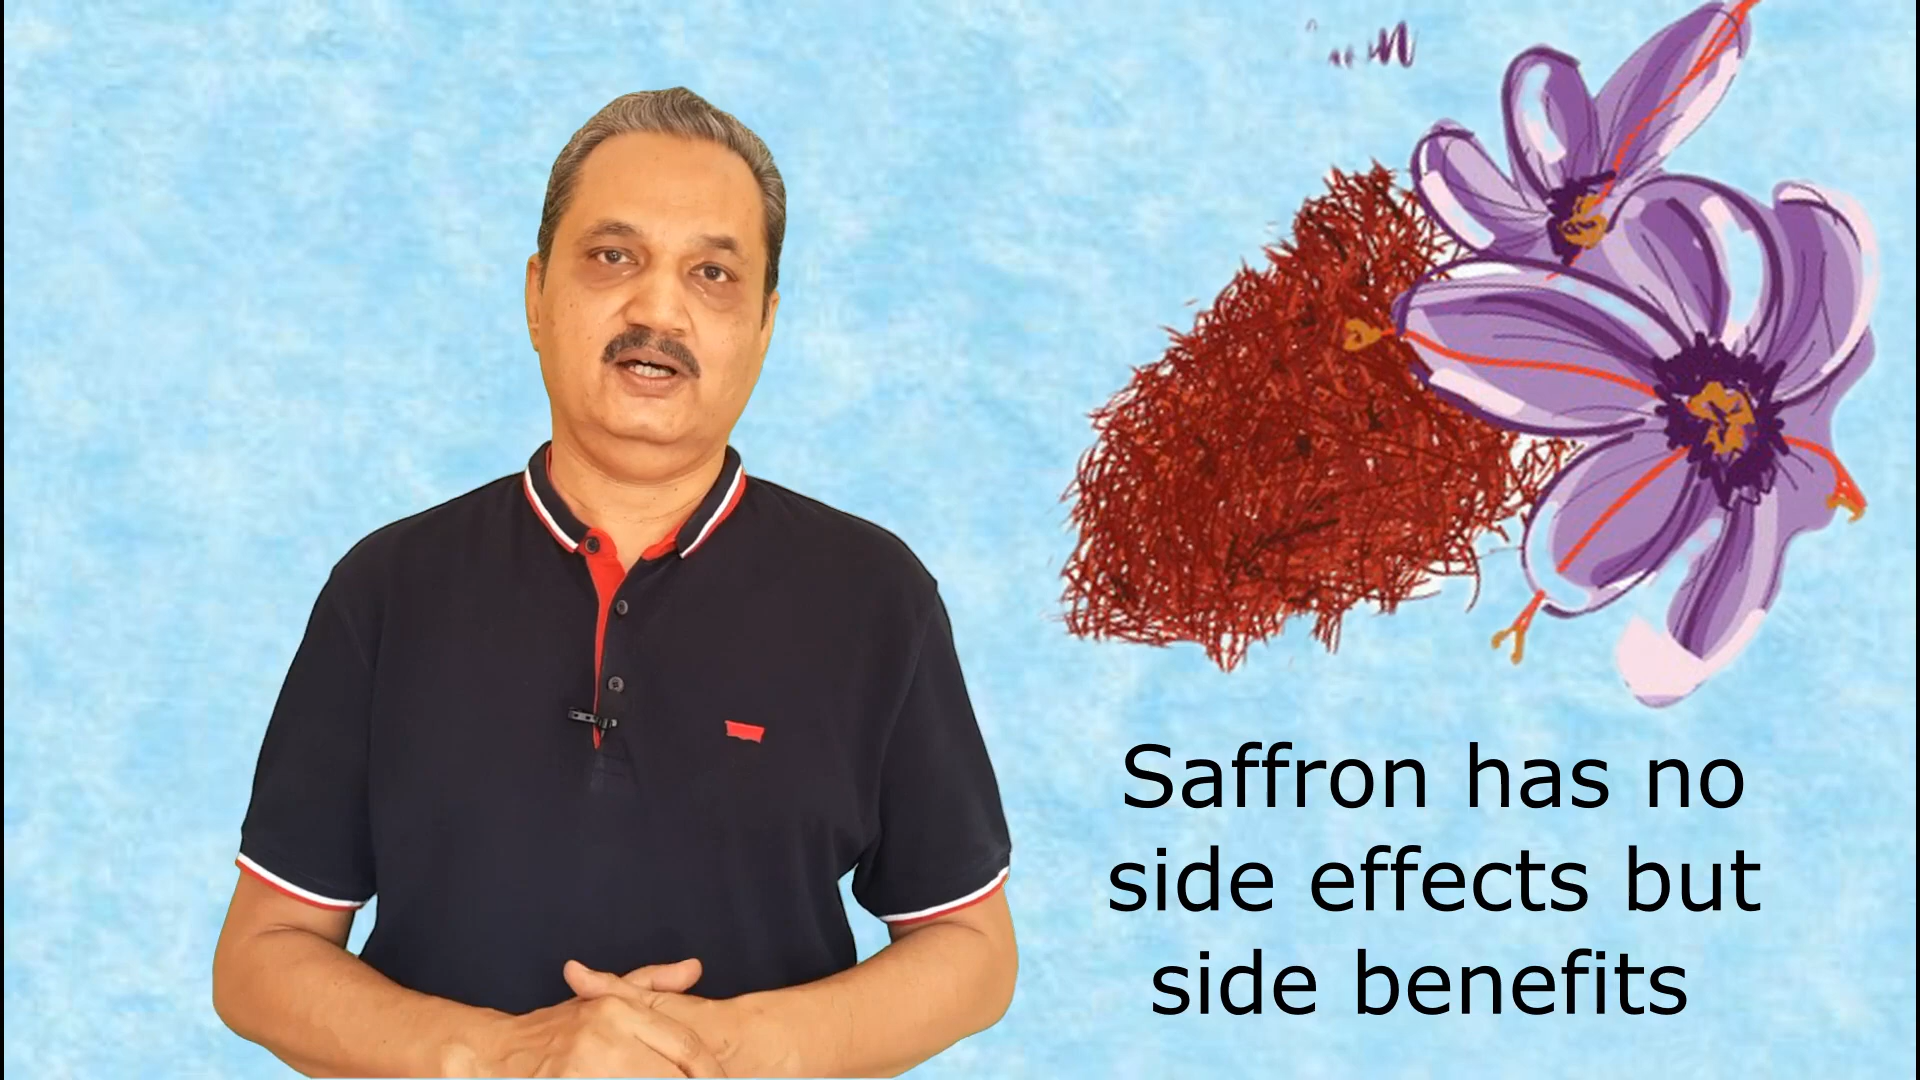 Saffron has no
side effects but
side benefits